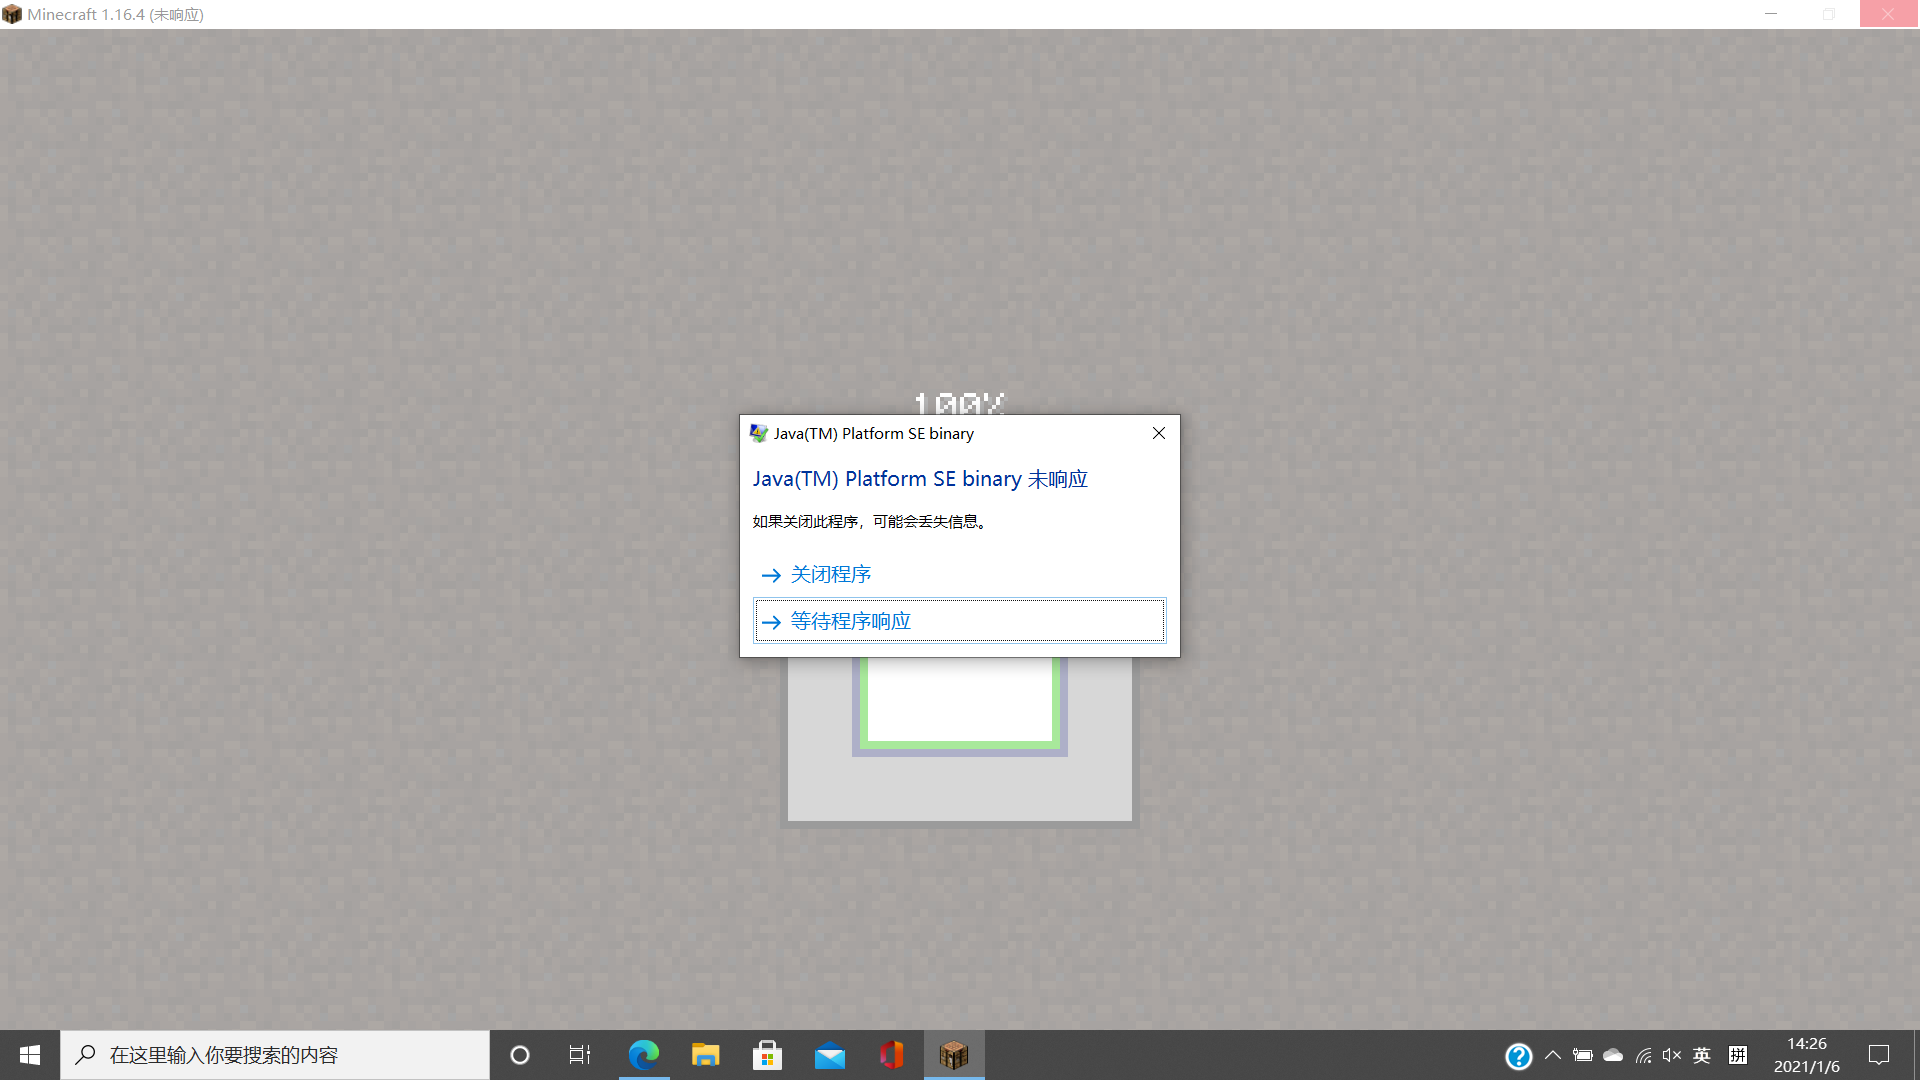 Minecraft 1.16.4 (未响应)
100%
Java(TM) Platform SE binary
Java(TM) Platform SE binary 未响应
如果关闭此程序，可能会丢失信息。
关闭程序
等待程序响应
在这里输入你要搜索的内容
英
拼
14:26
2021/1/6